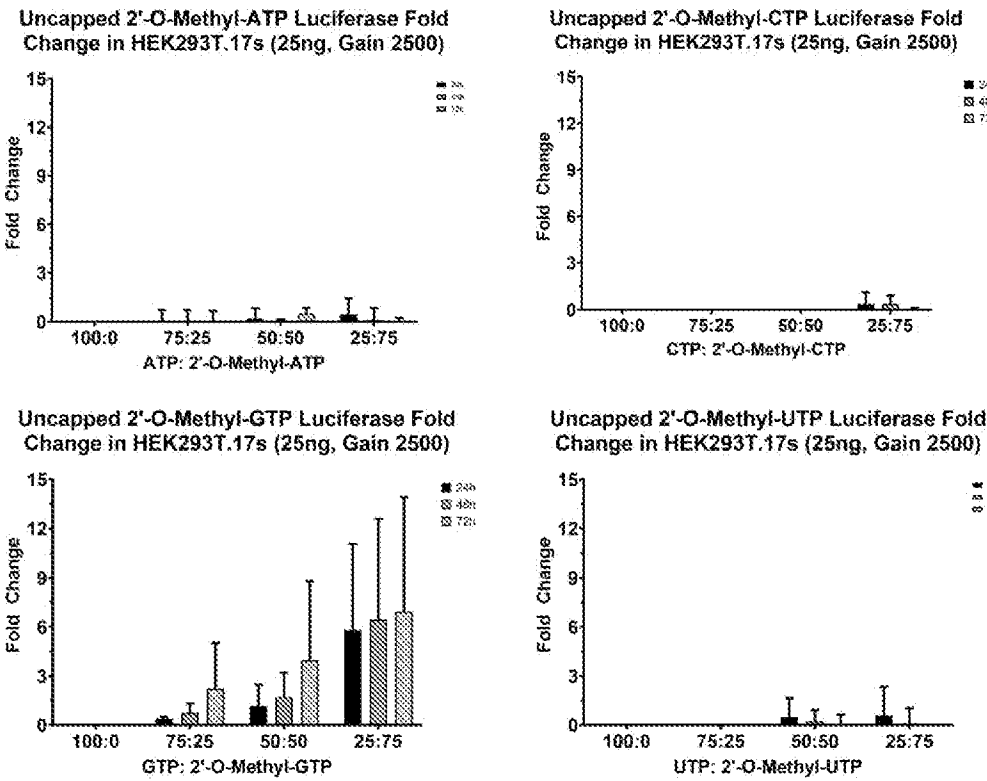 Uncapped 2'-O-Methyl-ATP Luciferase Fold
Change in HEK293T.17s (25ng, Gain 2500)
15
12
9
6
3
0
Fold Change
100:0 75:25 50:50 25:75
ATP: 2'-O-Methyl-ATP
Uncapped 2'-O-Methyl-CTP Luciferase Fold
Change in HEK293T.17s (25ng, Gain 2500)
15
12
9
6
3
0
Fold Change
100:0 75:25 50:50 25:75
CTP: 2'-O-Methyl-CTP
Uncapped 2'-O-Methyl-GTP Luciferase Fold
Change in HEK293T.17s (25ng, Gain 2500)
15
12
9
6
3
0
Fold Change
24h
48h
72h
100:0 75:25 50:50 25:75
GTP: 2'-O-Methyl-GTP
Uncapped 2'-O-Methyl-UTP Luciferase Fold
Change in HEK293T.17s (25ng, Gain 2500)
15
12
9
6
3
0
Fold Change
100:0 75:25 50:50 25:75
UTP: 2'-O-Methyl-UTP